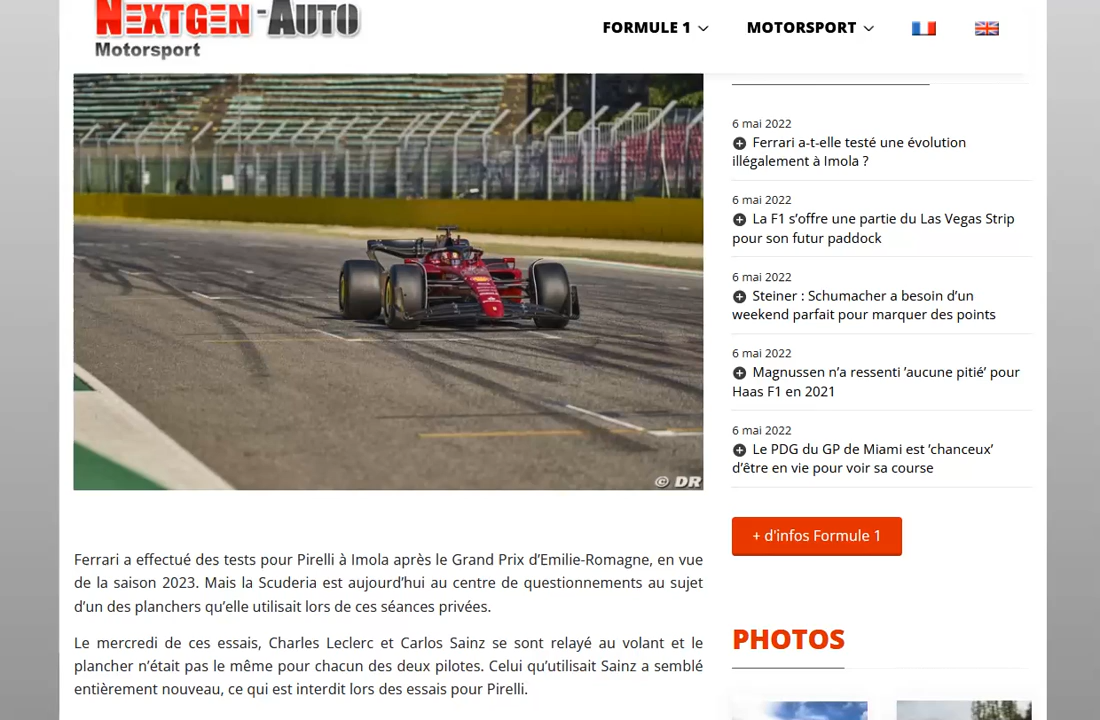 NEXTGEN-AUTO
Motorsport
FORMULE 1
MOTORSPORT
© DR
Ferrari a effectué des tests pour Pirelli à Imola après le Grand Prix d’Emilie-Romagne, en vue
de la saison 2023. Mais la Scuderia est aujourd’hui au centre de questionnements au sujet
d’un des planchers qu’elle utilisait lors de ces séances privées.
Le mercredi de ces essais, Charles Leclerc et Carlos Sainz se sont relayé au volant et le
plancher n’était pas le même pour chacun des deux pilotes. Celui qu’utilisait Sainz a semblé
entièrement nouveau, ce qui est interdit lors des essais pour Pirelli.
6 mai 2022
Ferrari a-t-elle testé une évolution
illégalement à Imola ?
6 mai 2022
La F1 s’offre une partie du Las Vegas Strip
pour son futur paddock
6 mai 2022
Steiner : Schumacher a besoin d’un
weekend parfait pour marquer des points
6 mai 2022
Magnussen n’a ressenti ’aucune pitié’ pour
Haas F1 en 2021
6 mai 2022
Le PDG du GP de Miami est ’chanceux’
d’être en vie pour voir sa course
+ d'infos Formule 1
PHOTOS